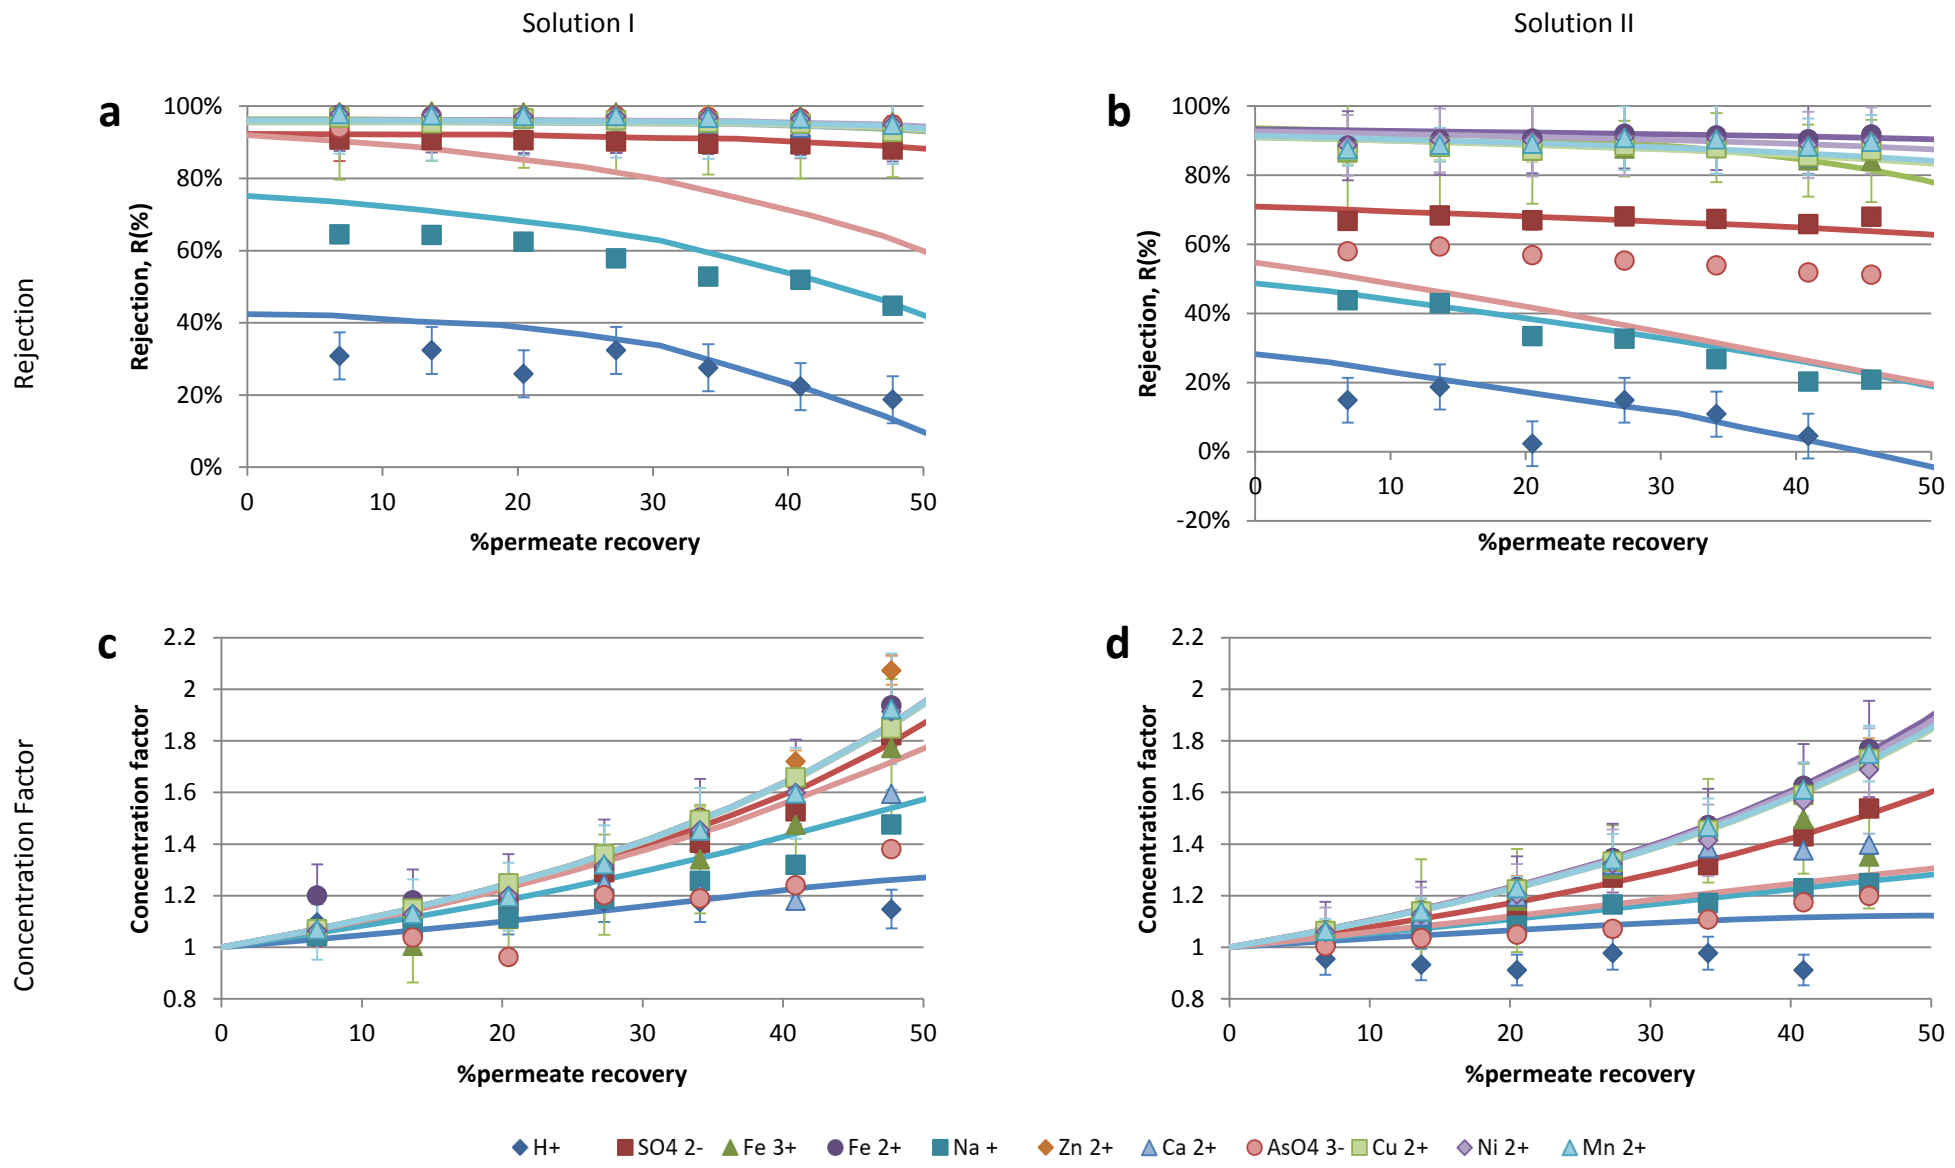 Solution I
Solution II
a
b
Rejection
Rejection, R(%)
100%
80%
60%
40%
20%
0%
0 10 20 30 40 50
%permeate recovery
Rejection, R(%)
100%
80%
60%
40%
20%
0%
-20%
0 10 20 30 40 50
%permeate recovery
c
d
Concentration Factor
Concentration factor
2.2
2
1.8
1.6
1.4
1.2
1
0.8
0 10 20 30 40 50
%permeate recovery
Concentration factor
2.2
2
1.8
1.6
1.4
1.2
1
0.8
0 10 20 30 40 50
%permeate recovery
H+ SO4 2- Fe 3+ Fe 2+ Na + Zn 2+ Ca 2+ AsO4 3- Cu 2+ Ni 2+ Mn 2+